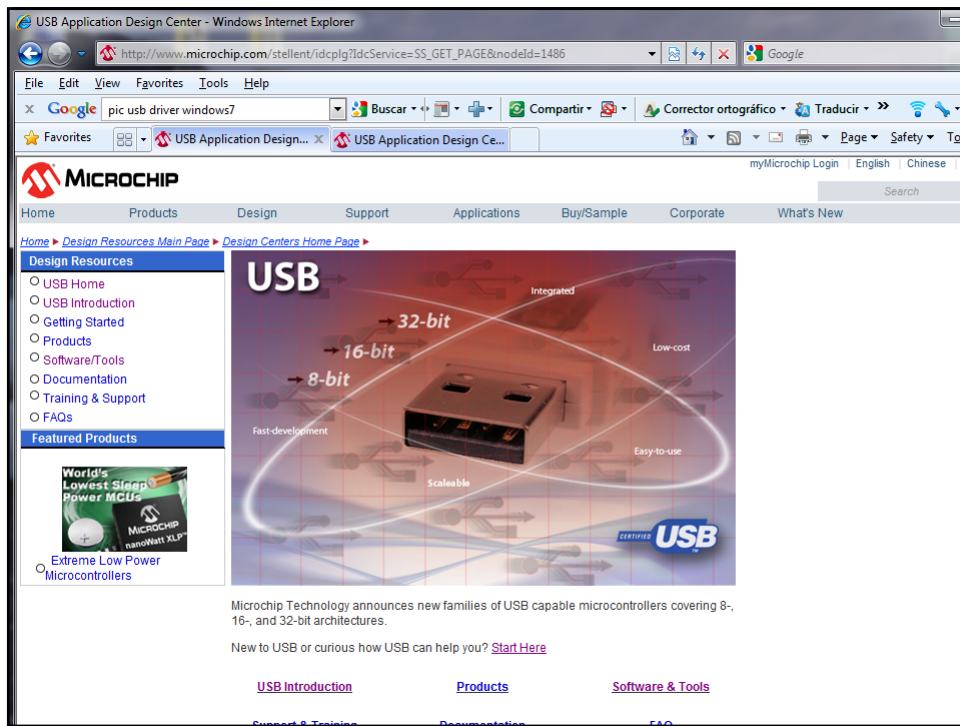 USB Application Design Center - Windows Internet Explorer
http://www.microchip.com/stellent/idcplg?IdcService=SS_GET_PAGE&nodeId=1486
Google
File Edit View Favorites Tools Help
x Google pic usb driver windows7 Buscar Compartir Corrector ortográfico Traducir »
Favorites USB Application Design... x USB Application Design Ce... Page Safety To
myMicrochip Login | English | Chinese |
MICROCHIP
Search
Home Products Design Support Applications Buy/Sample Corporate What's New
Home ▸ Design Resources Main Page ▸ Design Centers Home Page ▸
Design Resources
USB Home
USB Introduction
Getting Started
Products
Software/Tools
Documentation
Training & Support
FAQs
Featured Products
World's
Lowest Sleep
Power MCUs
MICROCHIP
nanoWatt XLP™
Extreme Low Power
Microcontrollers
USB
Integrated
32-bit
Low-cost
16-bit
8-bit
Fast-development
Easy-to-use
Scaleable
CERTIFIED USB™
Microchip Technology announces new families of USB capable microcontrollers covering 8-,
16-, and 32-bit architectures.
New to USB or curious how USB can help you? Start Here
USB Introduction Products Software & Tools
Support & Training Documentation FAQ